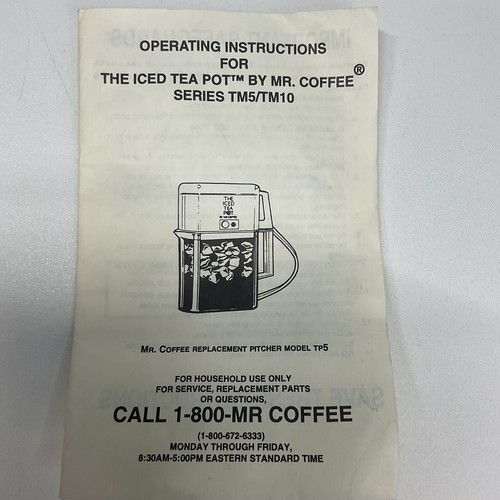 OPERATING INSTRUCTIONS
FOR
THE ICED TEA POT™ BY MR. COFFEE®
SERIES TM5/TM10
THE
ICED
TEA
POT
MR. COFFEE REPLACEMENT PITCHER MODEL TP5
FOR HOUSEHOLD USE ONLY
FOR SERVICE, REPLACEMENT PARTS
OR QUESTIONS,
CALL 1-800-MR COFFEE
(1-800-672-6333)
MONDAY THROUGH FRIDAY,
8:30AM-5:00PM EASTERN STANDARD TIME